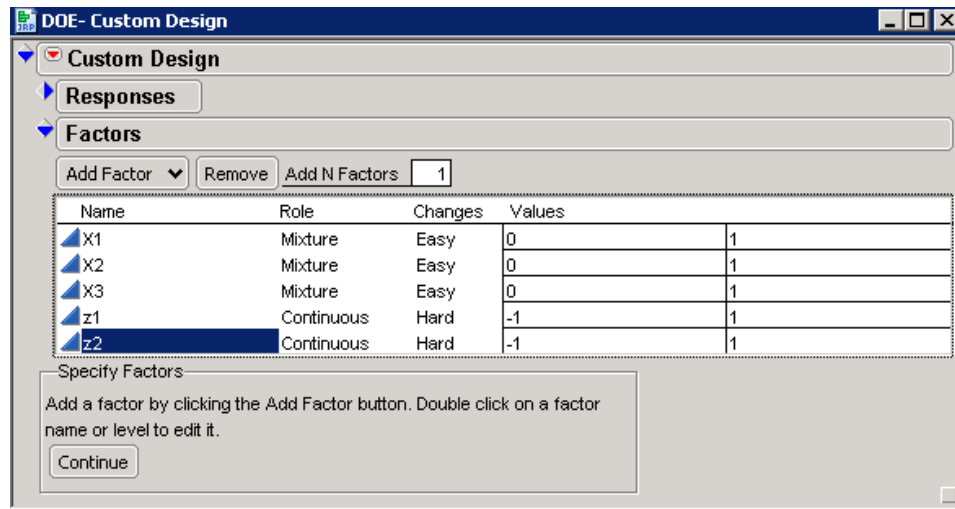 DOE- Custom Design
Custom Design
Responses
Factors
Add Factor Remove Add N Factors 1
Name Role Changes Values
X1 Mixture Easy 0 1
X2 Mixture Easy 0 1
X3 Mixture Easy 0 1
z1 Continuous Hard -1 1
z2 Continuous Hard -1 1
Specify Factors
Add a factor by clicking the Add Factor button. Double click on a factor
name or level to edit it.
Continue